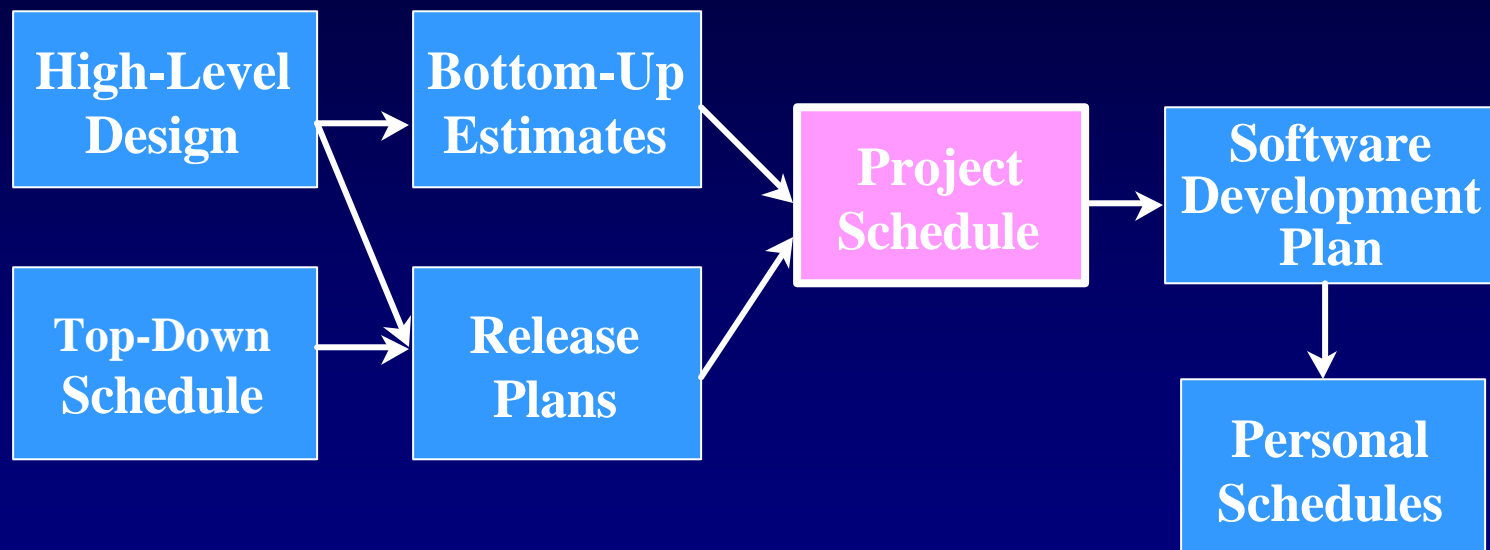 High-Level
Design
Bottom-Up
Estimates
Project
Schedule
Software
Development
Plan
Top-Down
Schedule
Release
Plans
Personal
Schedules